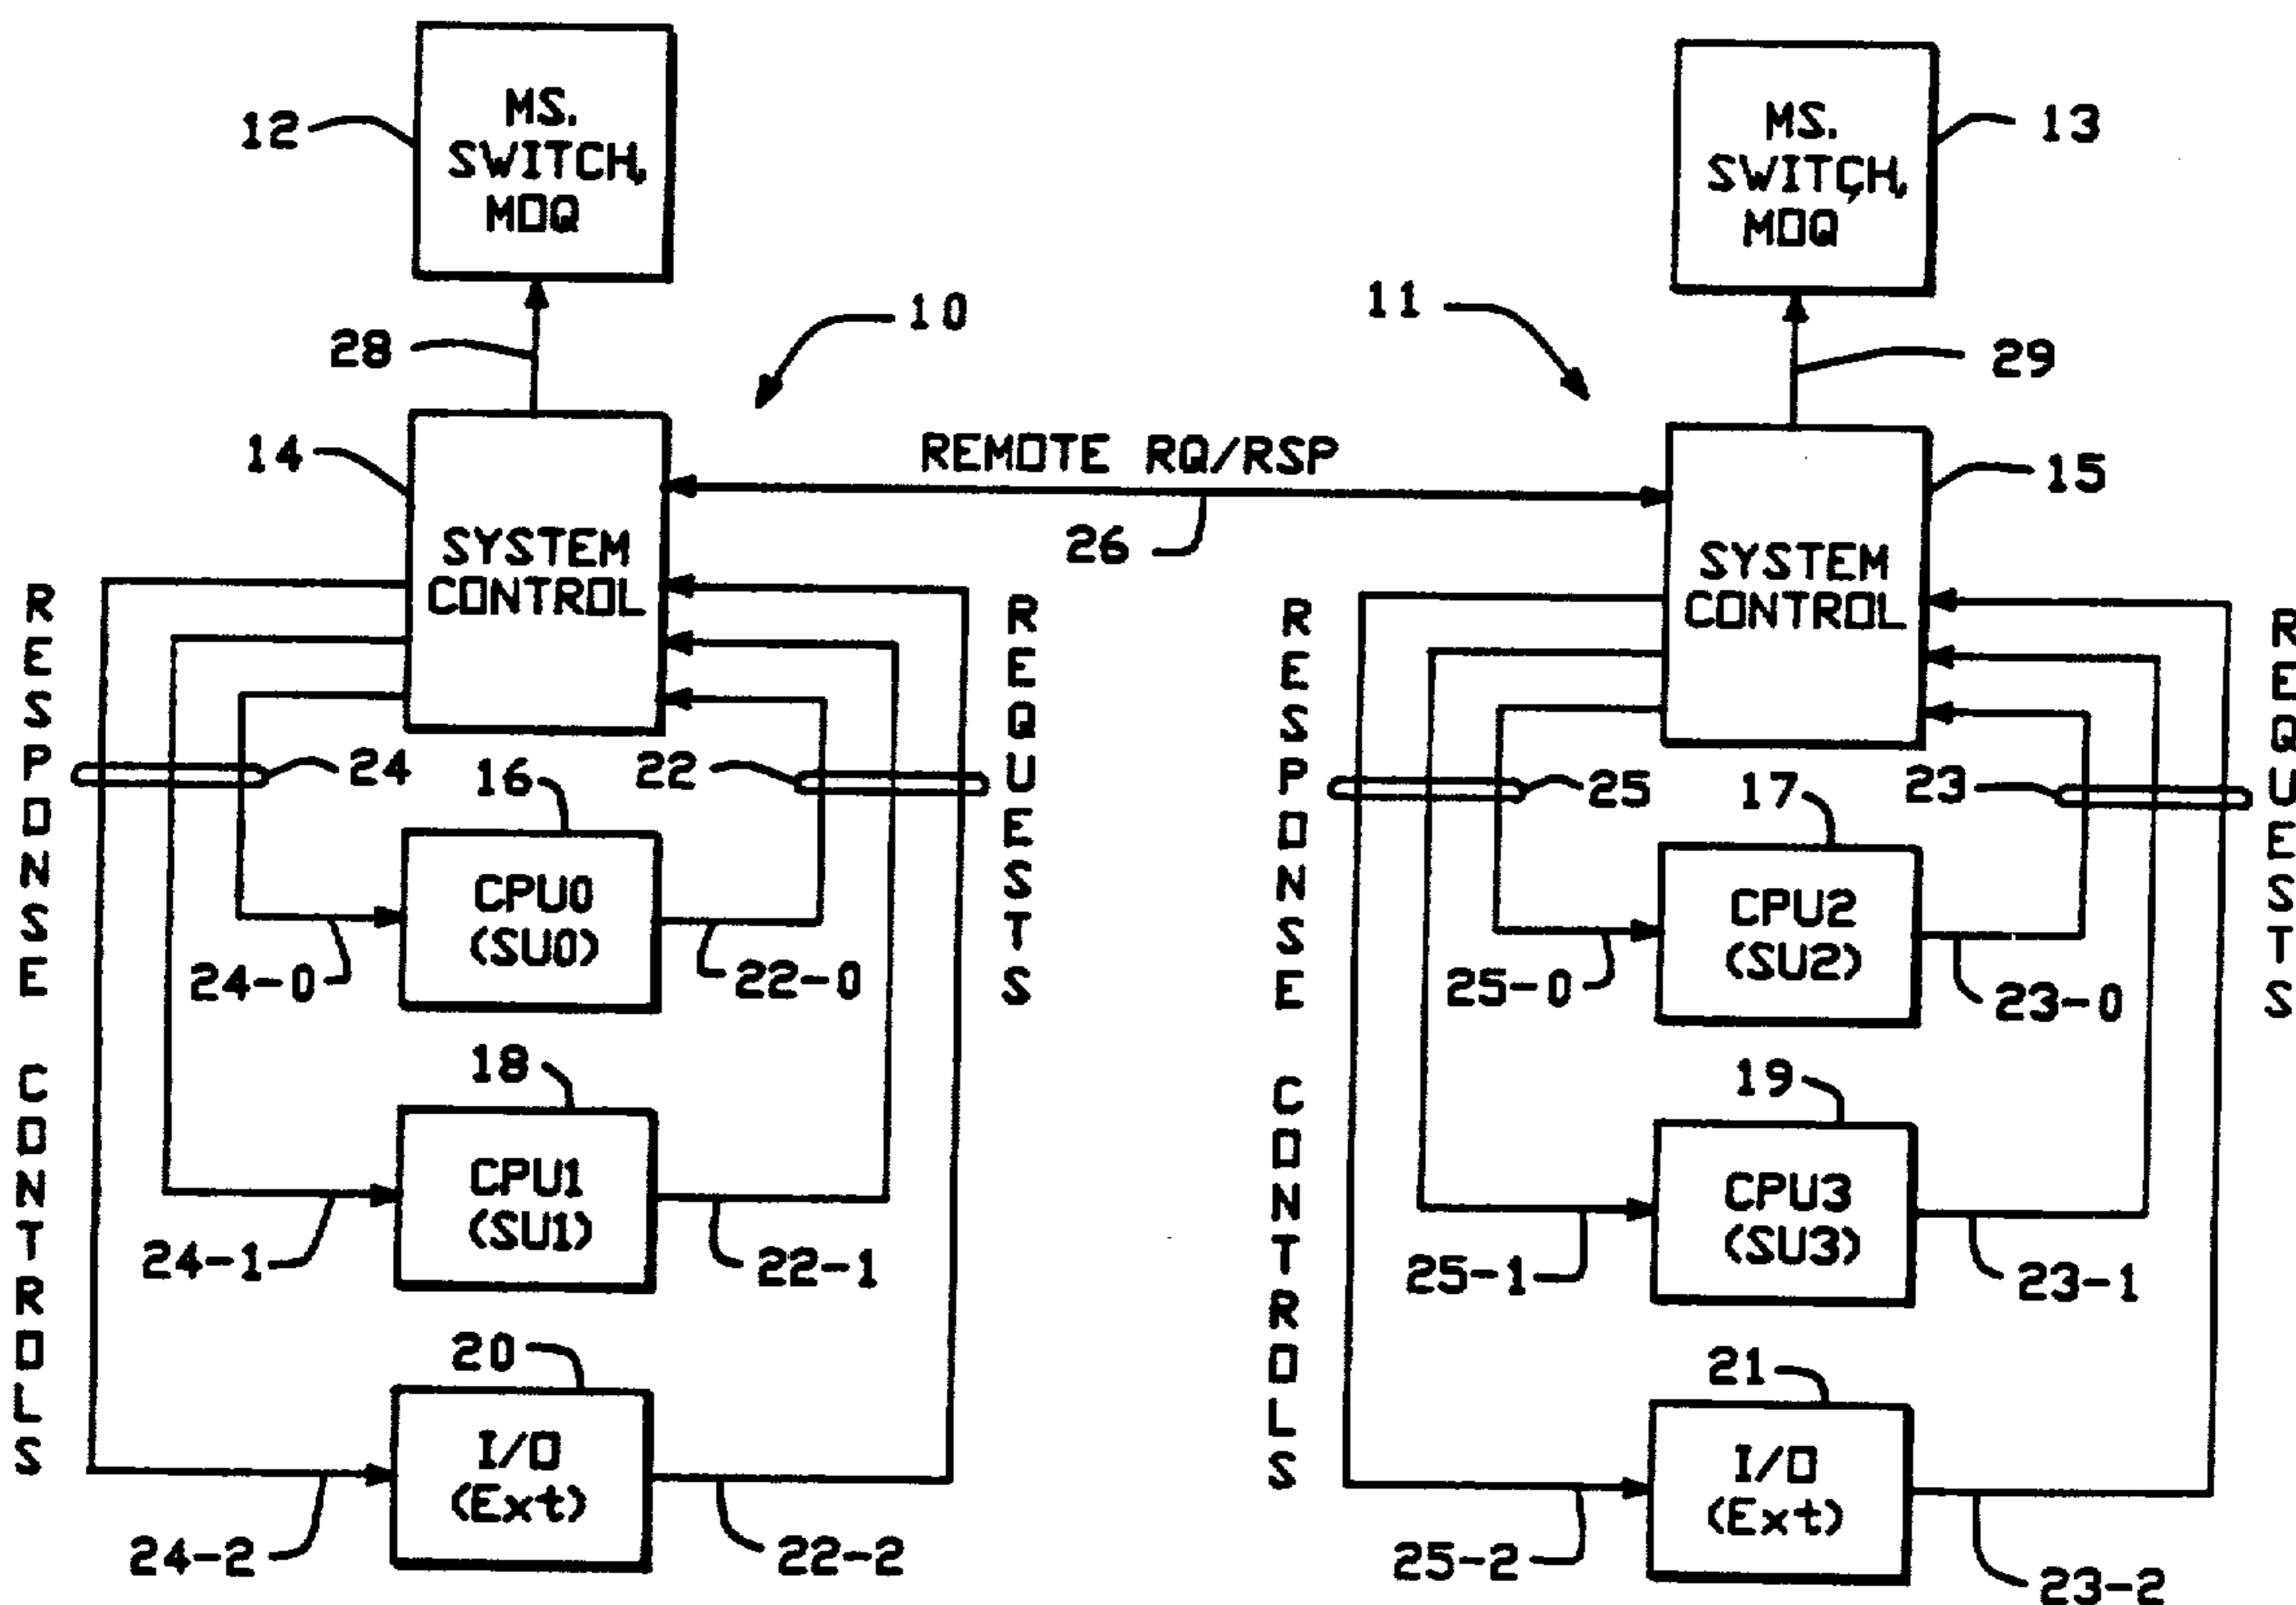 12
MS.
SWITCH,
MDQ
28
10
14
SYSTEM
CONTROL
REMOTE RQ/RSP
26
RESPONSE CONTROLS
24
22
REQUESTS
16
CPU0
(SU0)
24-0
22-0
18
CPU1
(SU1)
24-1
22-1
20
I/O
(Ext)
24-2
22-2
MS.
SWITCH,
MDQ
13
11
29
15
SYSTEM
CONTROL
RESPONSE CONTROLS
25
23
REQUESTS
17
CPU2
(SU2)
25-0
23-0
19
CPU3
(SU3)
25-1
23-1
21
I/O
(Ext)
25-2
23-2